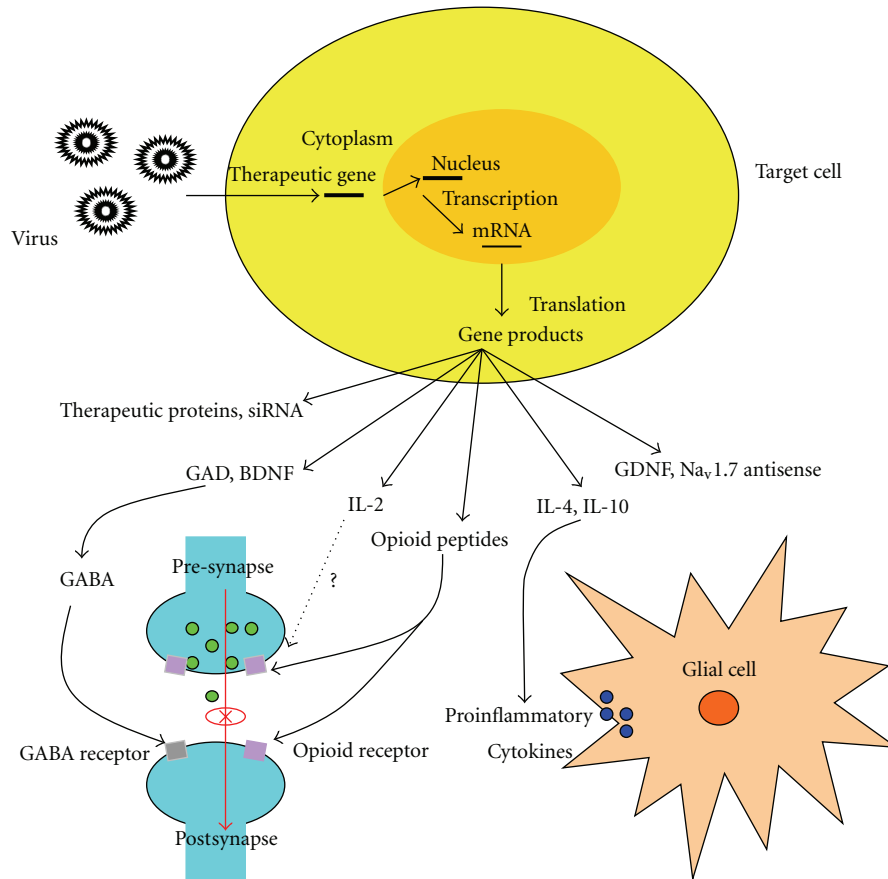 Cytoplasm
Nucleus
Therapeutic gene
Target cell
Transcription
mRNA
Virus
Translation
Gene products
Therapeutic proteins, siRNA
GAD, BDNF
GDNF, Nav1.7 antisense
IL-2
IL-4, IL-10
Opioid peptides
GABA
Pre-synapse
?
Glial cell
Proinflammatory
Cytokines
GABA receptor
Opioid receptor
Postsynapse